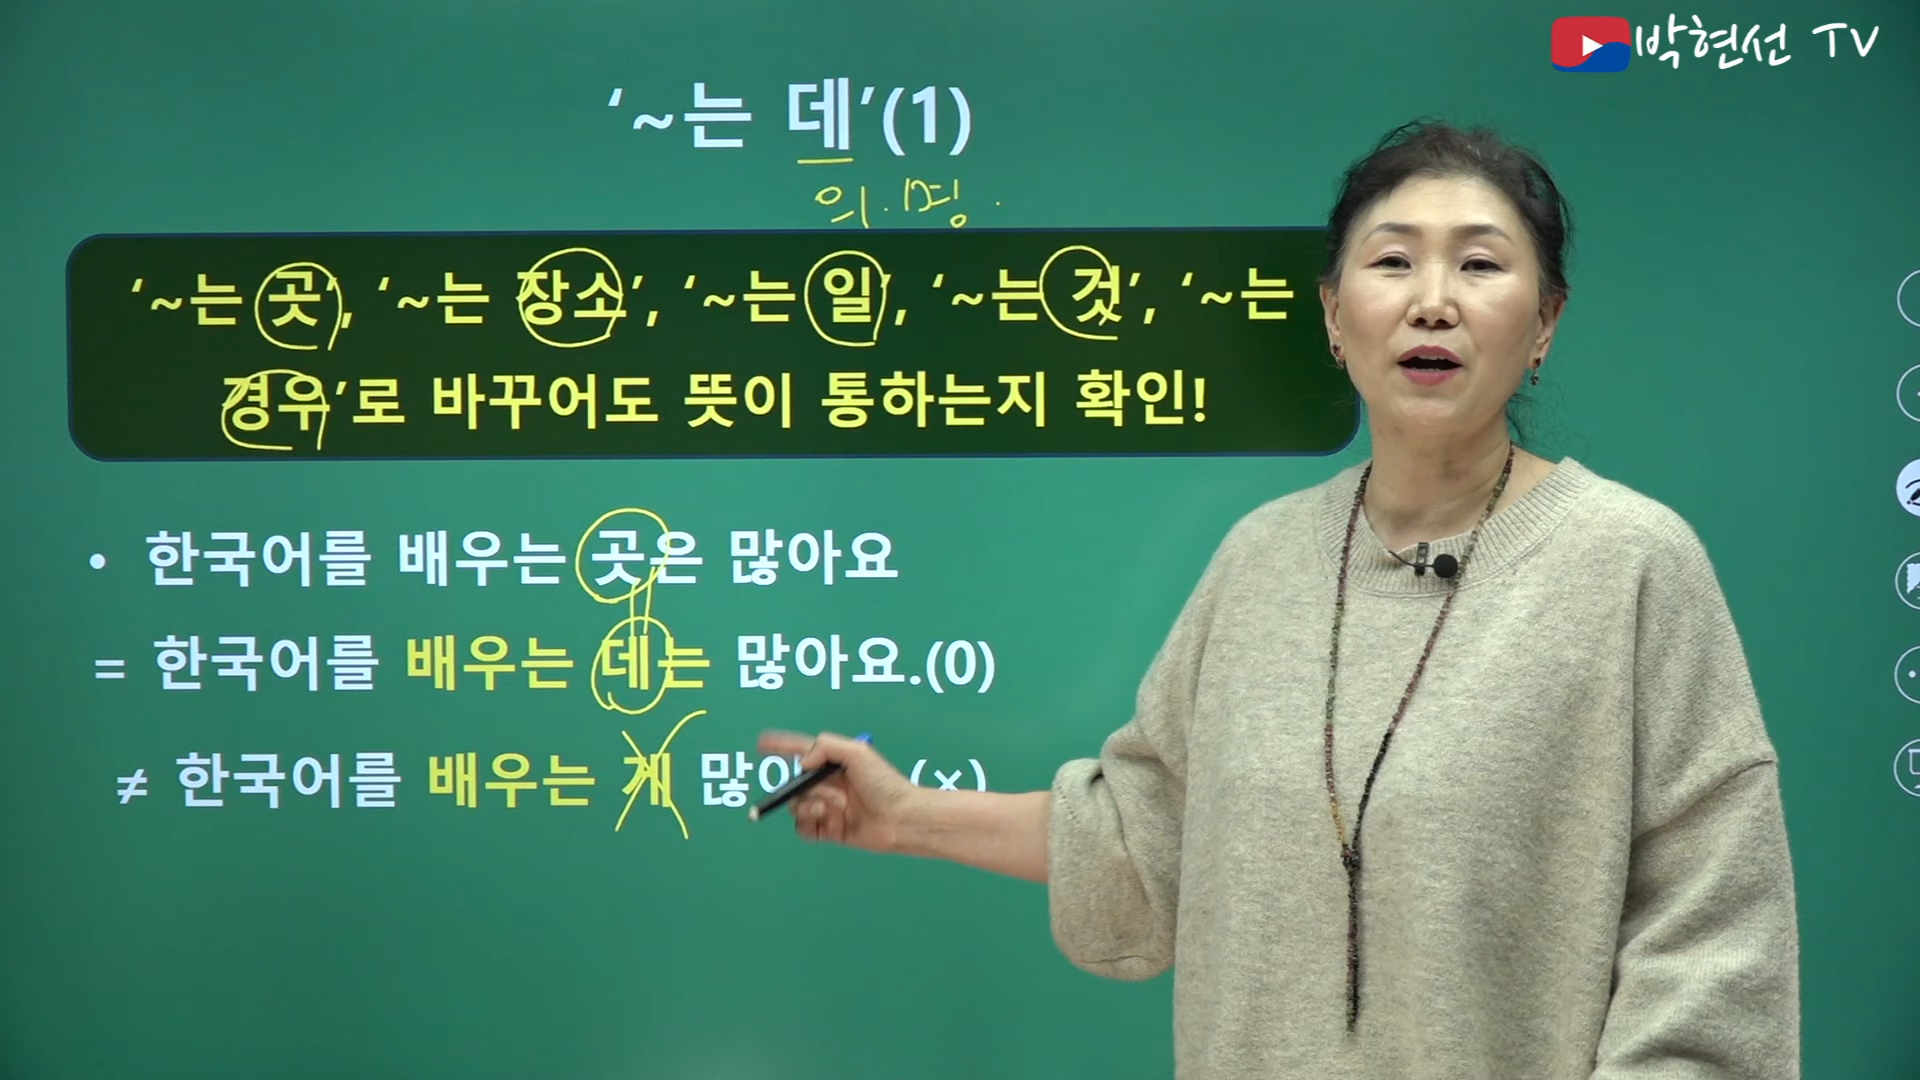 박현선 TV
‘~는 데’(1)
의.명.
‘~는 곳’, ‘~는 장소’, ‘~는 일’, ‘~는 것’, ‘~는
경우’로 바꾸어도 뜻이 통하는지 확인!
• 한국어를 배우는 곳은 많아요
= 한국어를 배우는 데는 많아요.(0)
≠ 한국어를 배우는 게 (×)